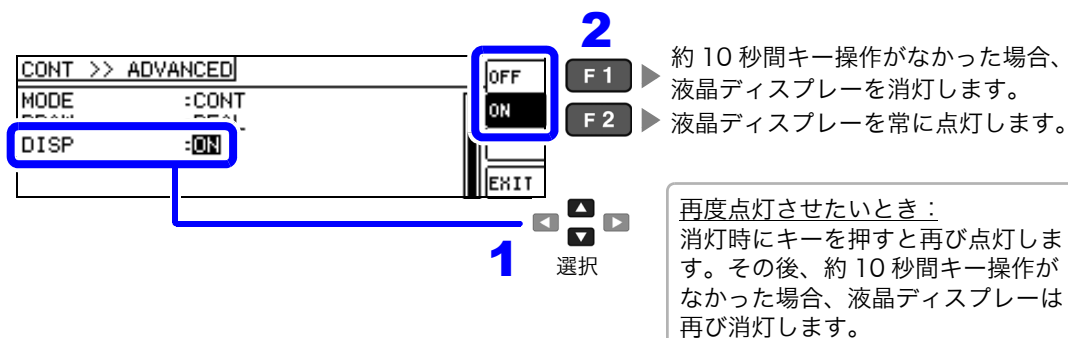 2
CONT >> ADVANCED
OFF
ON
EXIT
MODE :CONT
DISP :ON
F 1
約 10 秒間キー操作がなかった場合、
液晶ディスプレーを消灯します。
F 2
液晶ディスプレーを常に点灯します。
1
選択
再度点灯させたいとき：
消灯時にキーを押すと再び点灯しま
す。その後、約 10 秒間キー操作が
なかった場合、液晶ディスプレーは
再び消灯します。